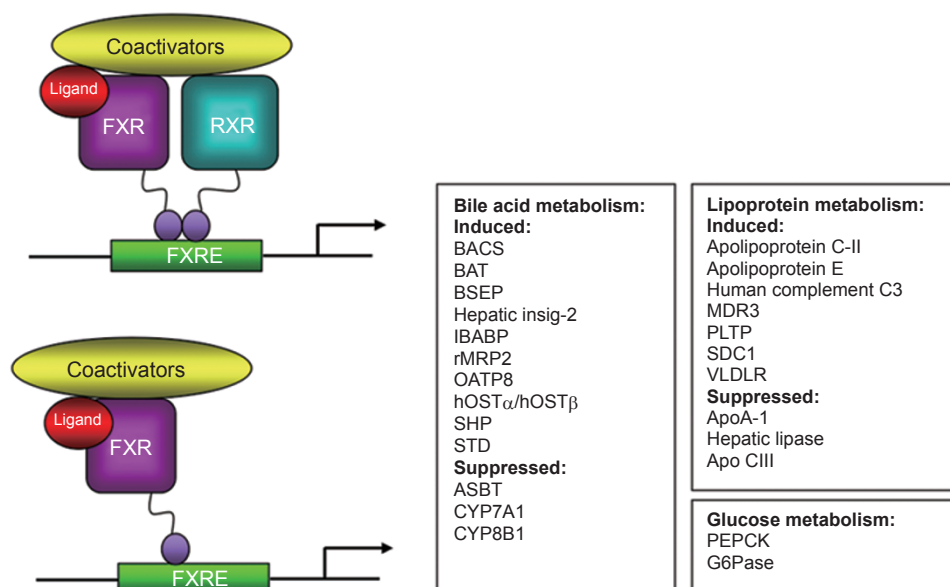 Coactivators
Ligand
FXR
RXR
FXRE
Coactivators
Ligand
FXR
FXRE
Bile acid metabolism:
Induced:
BACS
BAT
BSEP
Hepatic insig-2
IBABP
rMRP2
OATP8
hOSTα/hOSTβ
SHP
STD
Suppressed:
ASBT
CYP7A1
CYP8B1
Lipoprotein metabolism:
Induced:
Apolipoprotein C-II
Apolipoprotein E
Human complement C3
MDR3
PLTP
SDC1
VLDLR
Suppressed:
ApoA-1
Hepatic lipase
Apo CIII
Glucose metabolism:
PEPCK
G6Pase